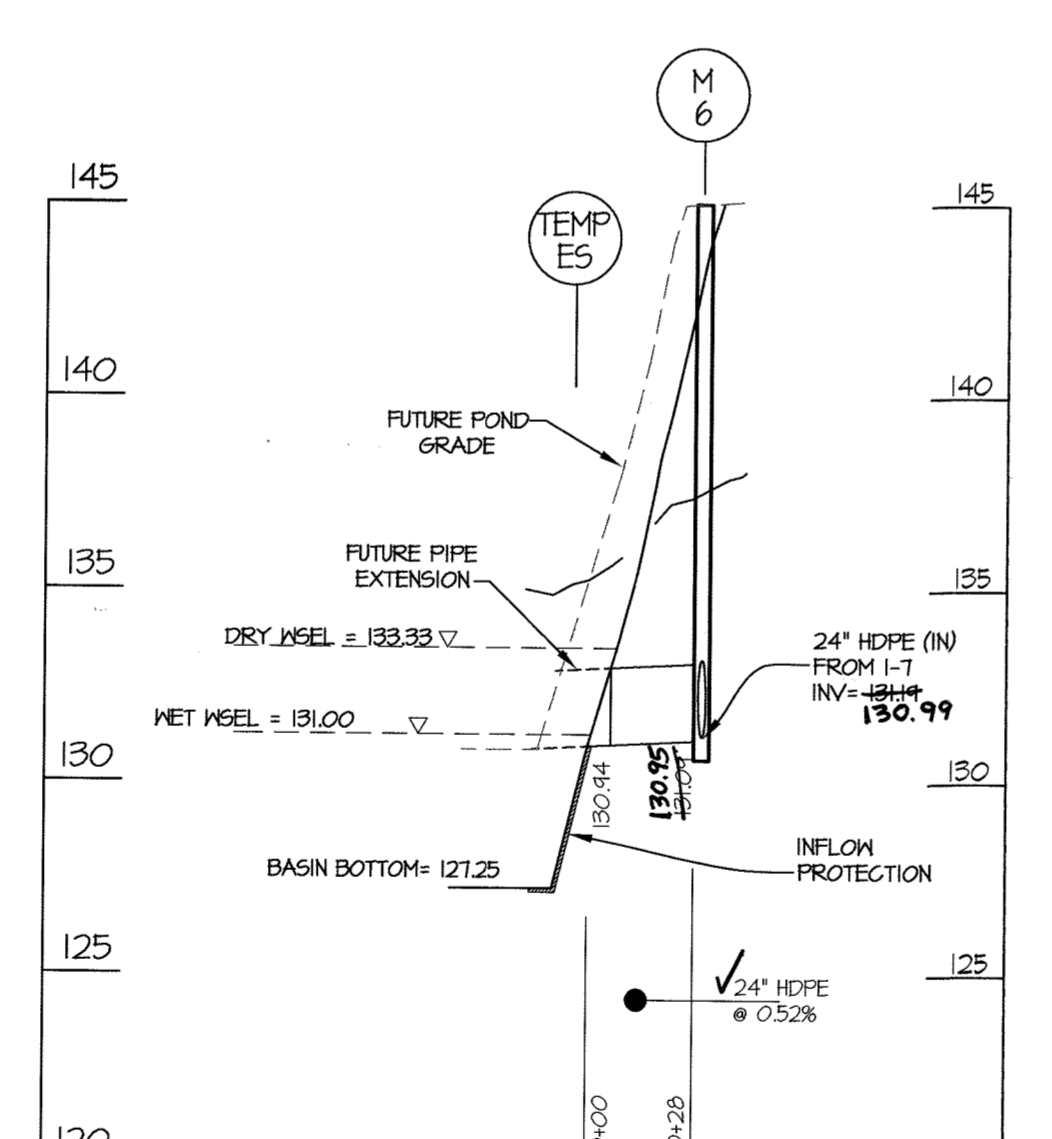 M
6
145
145
TEMP
ES
140
140
FUTURE POND
GRADE
135
135
FUTURE PIPE
EXTENSION
DRY WSEL = 133.33
24" HDPE (IN)
FROM I-7
INV= 131.19
130.99
WET WSEL = 131.00
130
130
130.94
130.95
131.09
INFLOW
PROTECTION
BASIN BOTTOM= 127.25
125
125
24" HDPE
@ 0.52%
+00
0+28
120